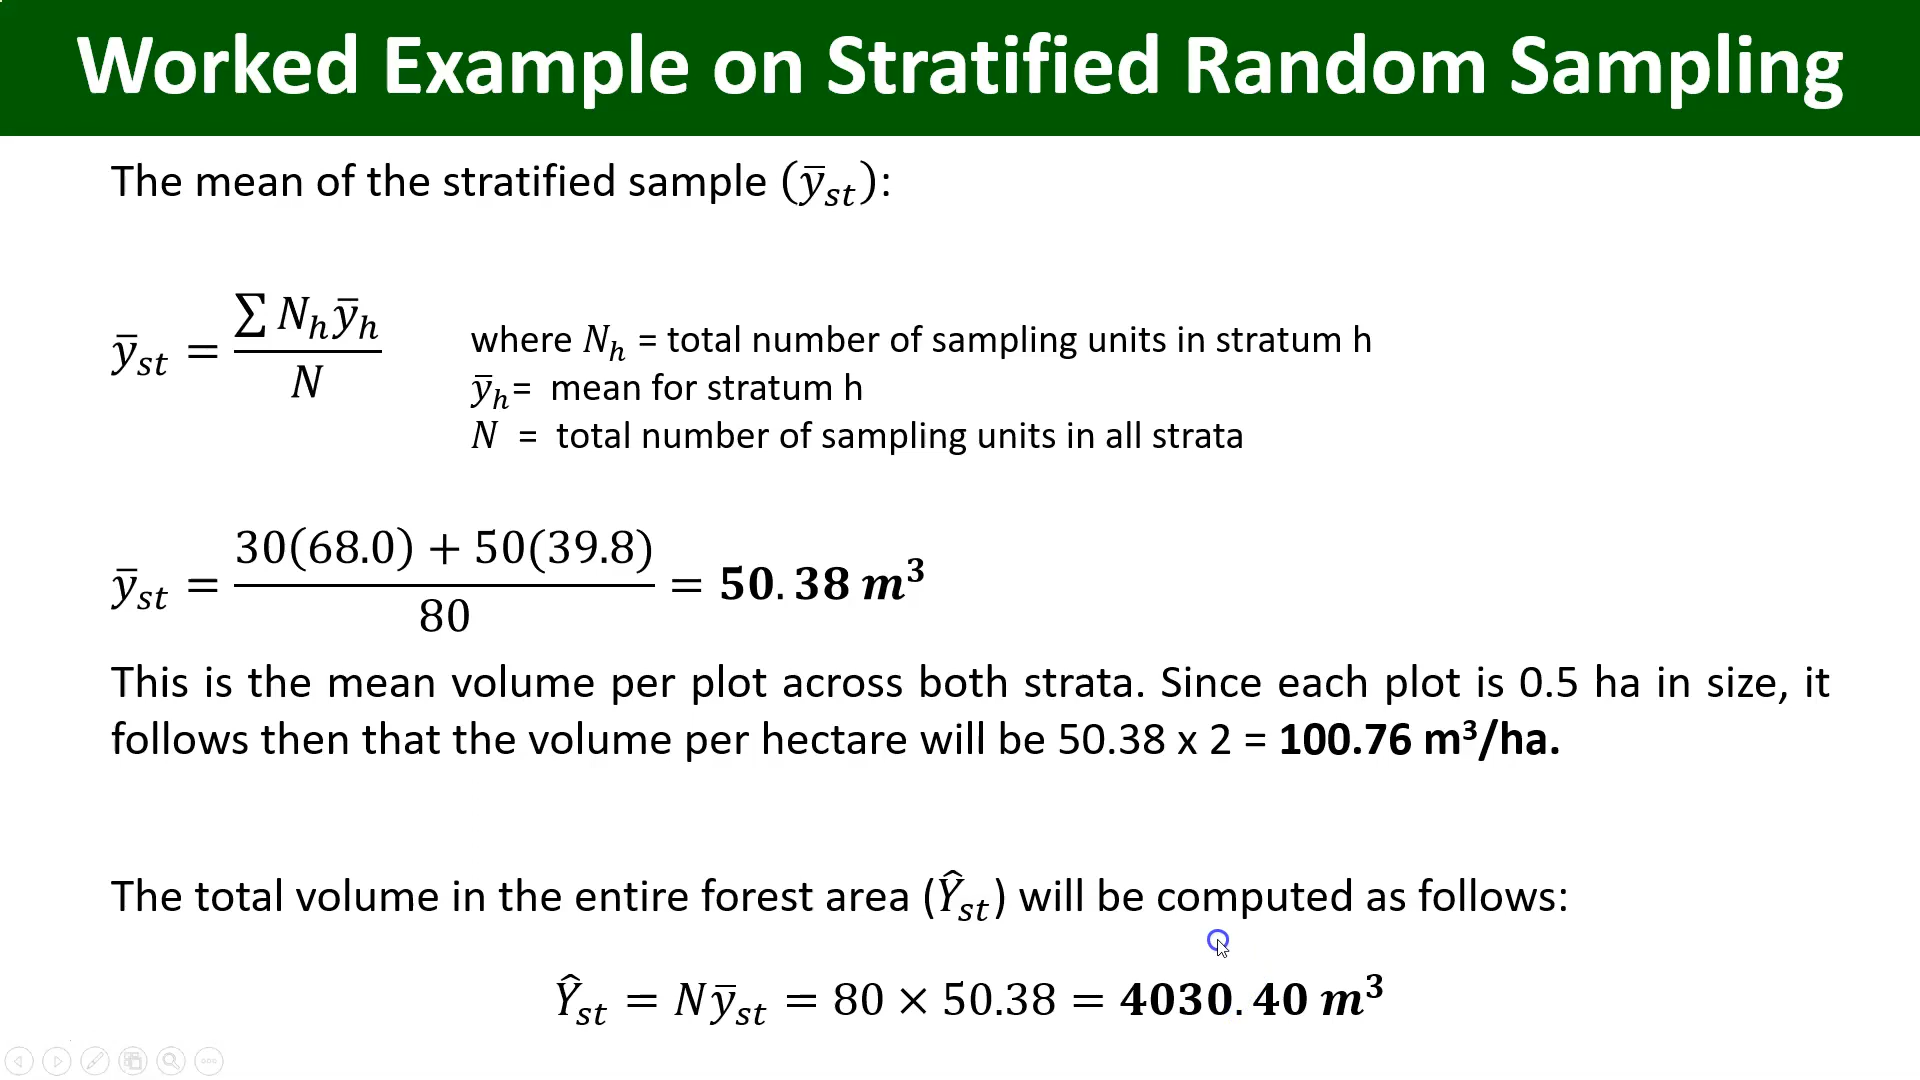 Worked Example on Stratified Random Sampling
The mean of the stratified sample (ȳₛₜ):
ȳₛₜ = ∑ Nₕȳₕ / N
where Nₕ = total number of sampling units in stratum h
ȳₕ= mean for stratum h
N = total number of sampling units in all strata
ȳₛₜ = 30(68.0) + 50(39.8) / 80 = 50.38 m³
This is the mean volume per plot across both strata. Since each plot is 0.5 ha in size, it
follows then that the volume per hectare will be 50.38 x 2 = 100.76 m³/ha.
The total volume in the entire forest area (Ŷₛₜ) will be computed as follows:
Ŷₛₜ = Nȳₛₜ = 80 × 50.38 = 4030.40 m³